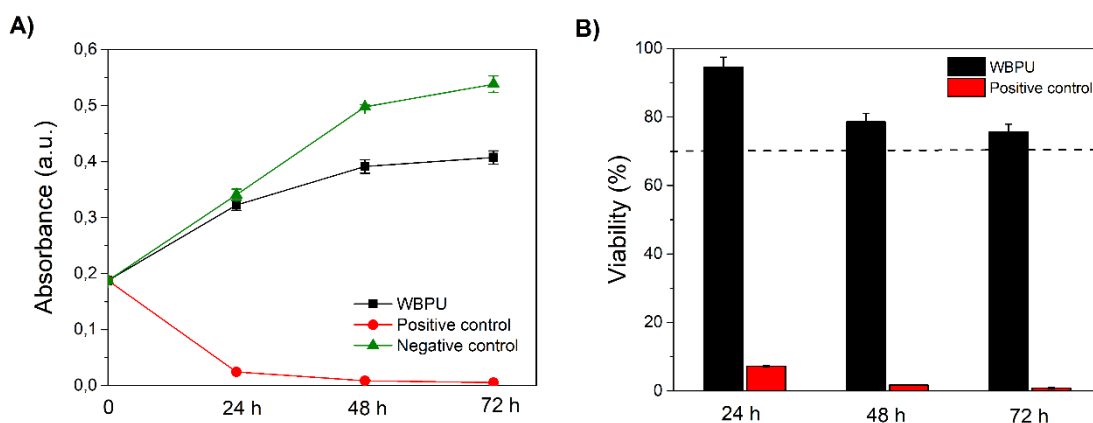 A)
Absorbance (a.u.)
0,6
0,5
0,4
0,3
0,2
0,1
0,0
0
24 h
48 h
72 h
WBPU
Positive control
Negative control
B)
Viability (%)
100
80
60
40
20
0
24 h
48 h
72 h
WBPU
Positive control